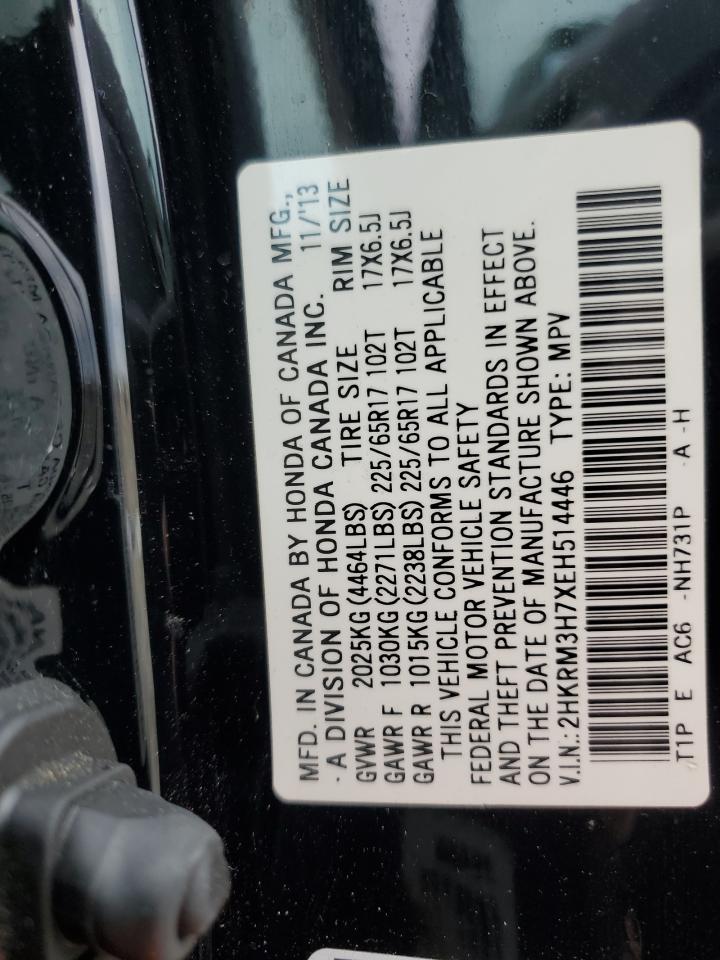 MFD. IN CANADA BY HONDA OF CANADA MFG.,
· A DIVISION OF HONDA CANADA INC. 11/'13
GVWR 2025KG (4464LBS) TIRE SIZE RIM SIZE
GAWR F 1030KG (2271LBS) 225/65R17 102T 17X6.5J
GAWR R 1015KG (2238LBS) 225/65R17 102T 17X6.5J
THIS VEHICLE CONFORMS TO ALL APPLICABLE
FEDERAL MOTOR VEHICLE SAFETY
AND THEFT PREVENTION STANDARDS IN EFFECT
ON THE DATE OF MANUFACTURE SHOWN ABOVE.
V.I.N.: 2HKRM3H7XEH514446 TYPE: MPV
T1P E AC6 -NH731P ·A -H